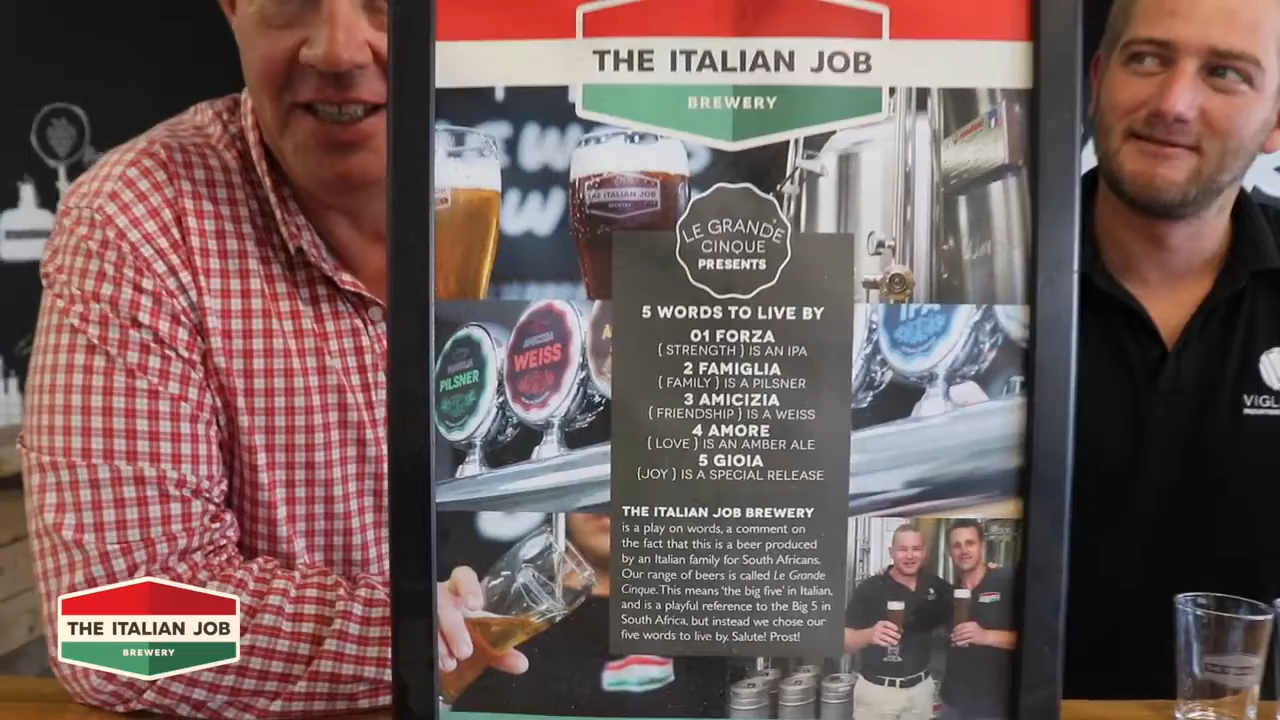 THE ITALIAN JOB
BREWERY
THE ITALIAN JOB
LE GRANDE
CINQUE
PRESENTS
5 WORDS TO LIVE BY
01 FORZA
{ STRENGTH } IS AN IPA
2 FAMIGLIA
{ FAMILY } IS A PILSNER
3 AMICIZIA
{ FRIENDSHIP } IS A WEISS
4 AMORE
{ LOVE } IS AN AMBER ALE
5 GIOIA
{JOY } IS A SPECIAL RELEASE
FAMIGLIA
PILSNER
AMICIZIA
WEISS
IPA
THE ITALIAN JOB BREWERY
is a play on words, a comment on
the fact that this is a beer produced
by an Italian family for South Africans.
Our range of beers is called Le Grande
Cinque. This means 'the big five' in Italian,
and is a playful reference to the Big 5 in
South Africa, but instead we chose our
five words to live by. Salute! Prost!
THE ITALIAN JOB
BREWERY